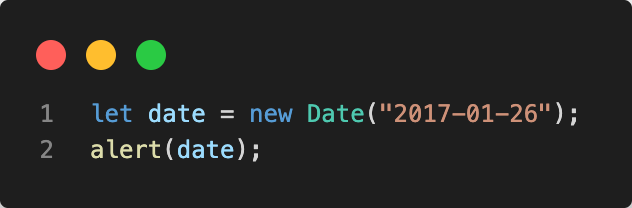 1 let date = new Date("2017-01-26");
2 alert(date);